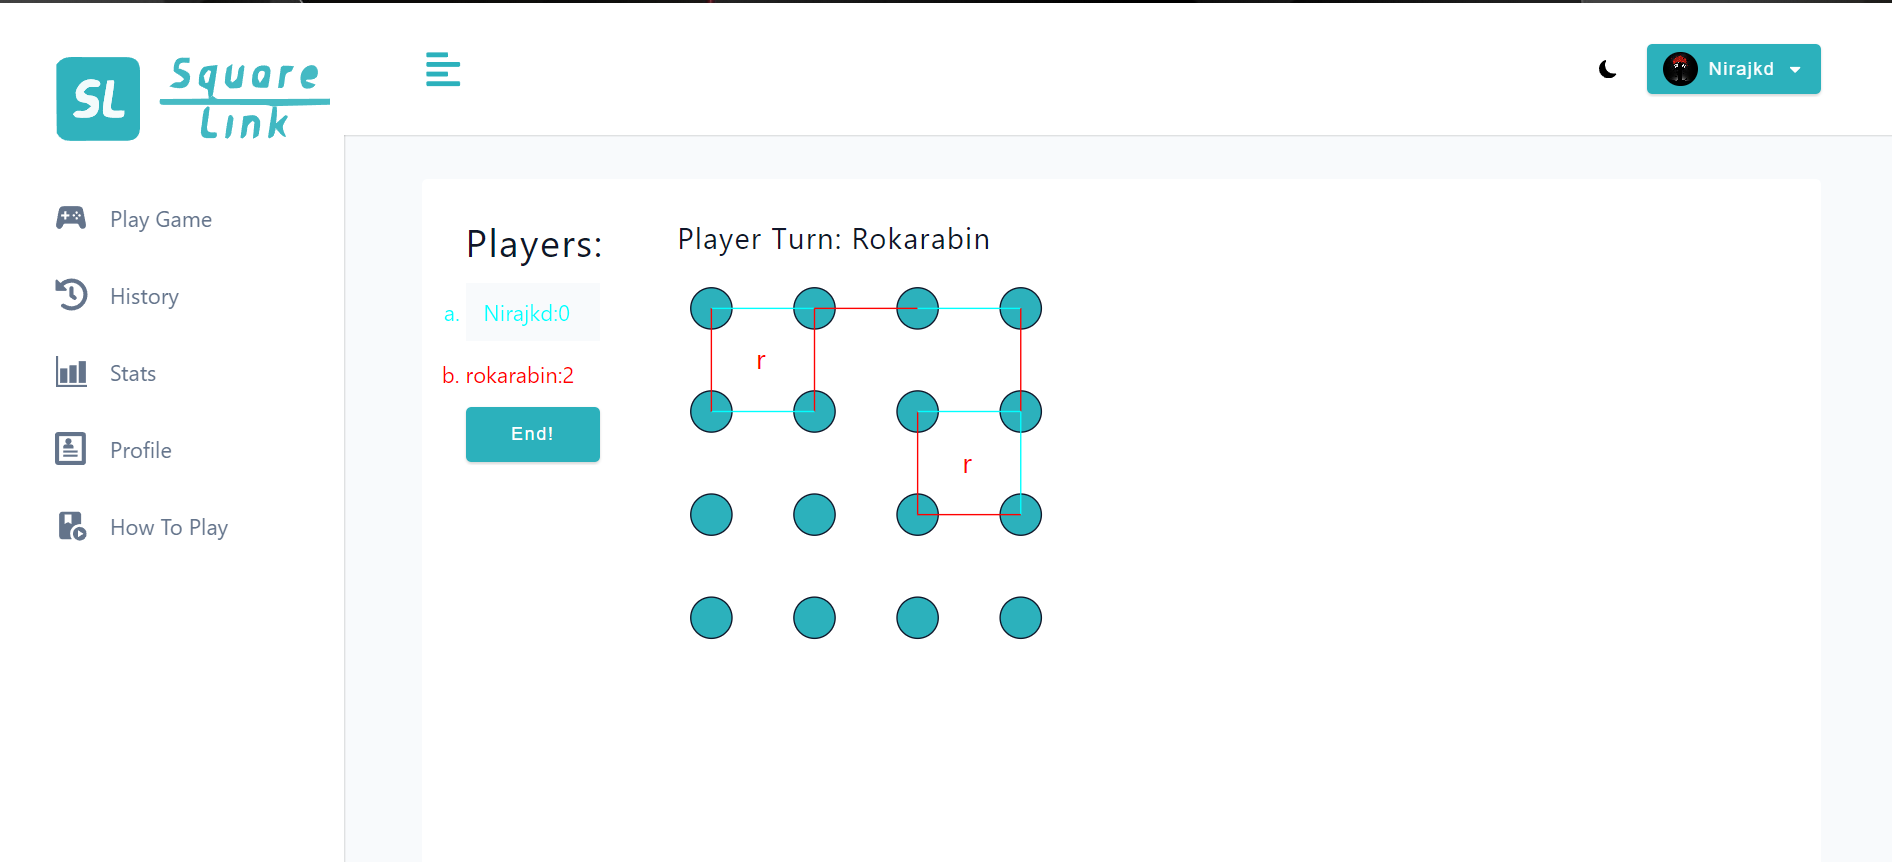 SL
Square
Link
Nirajkd
Play Game
History
Stats
Profile
How To Play
Players:
a. Nirajkd:0
b. rokarabin:2
End!
Player Turn: Rokarabin
r
r